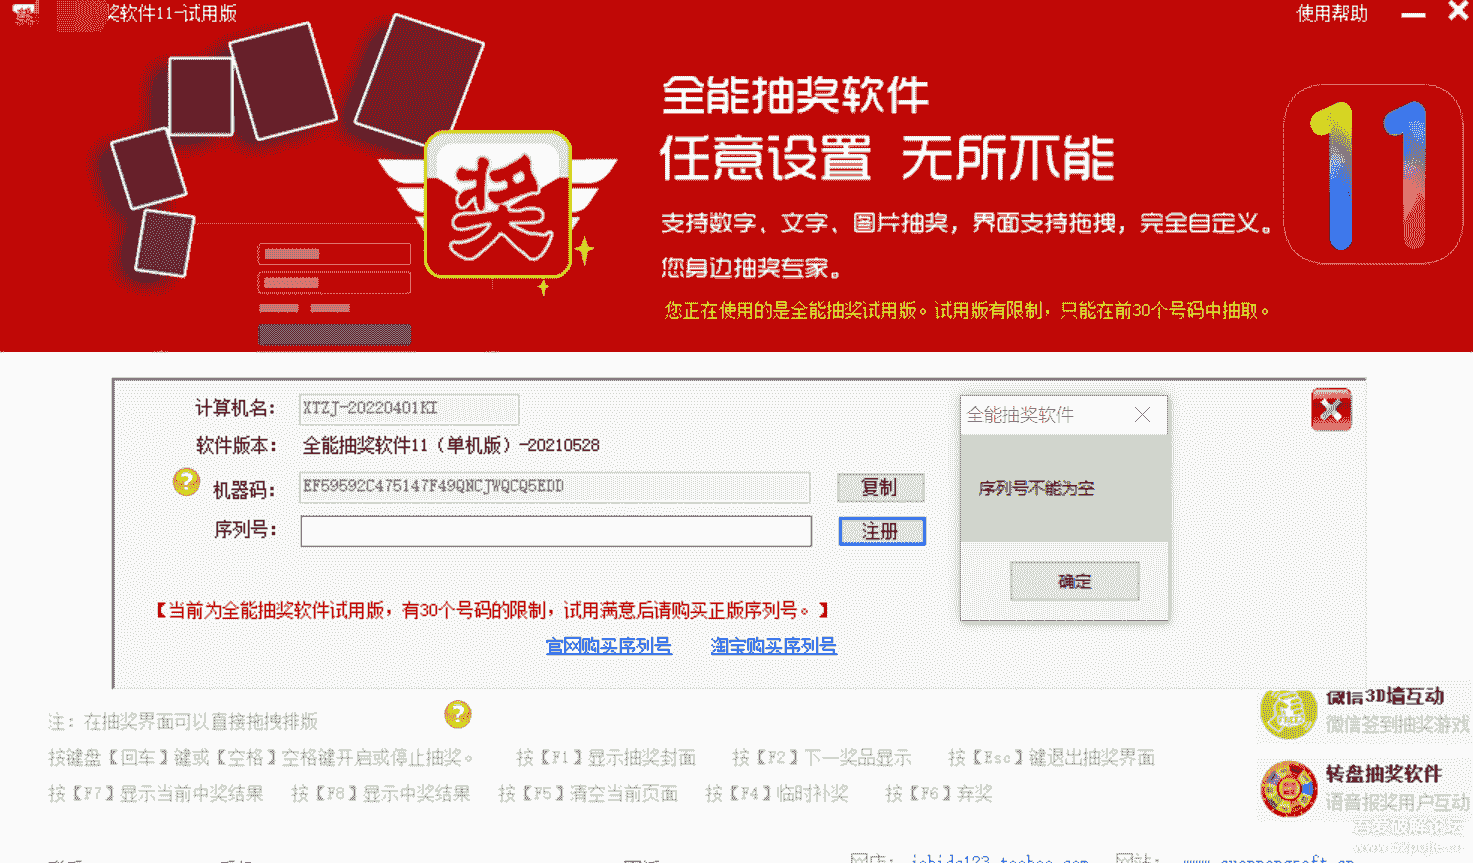 奖软件11-试用版
使用帮助
全能抽奖软件
任意设置 无所不能
11
支持数字、文字、图片抽奖，界面支持拖拽，完全自定义。
您身边抽奖专家。
您正在使用的是全能抽奖试用版。试用版有限制，只能在前30个号码中抽取。
奖
计算机名：
XTZJ-20220401KI
软件版本：
全能抽奖软件11（单机版）-20210528
机器码：
EF59592C475147F49QNCJWQCQ5EDD
复制
序列号：
注册
全能抽奖软件
序列号不能为空
确定
【当前为全能抽奖软件试用版，有30个号码的限制，试用满意后请购买正版序列号。】
官网购买序列号
淘宝购买序列号
注：在抽奖界面可以直接拖拽排版
按键盘【回车】键或【空格】空格键开启或停止抽奖。
按【F1】显示抽奖封面
按【F2】下一奖品显示
按【Esc】键退出抽奖界面
按【F7】显示当前中奖结果
按【F8】显示中奖结果
按【F5】清空当前页面
按【F4】临时补奖
按【F6】弃奖
微信3D墙互动
微信签到抽奖游戏
转盘抽奖软件
语音报奖用户互动
吾爱破解论坛
www.52pojie.cn